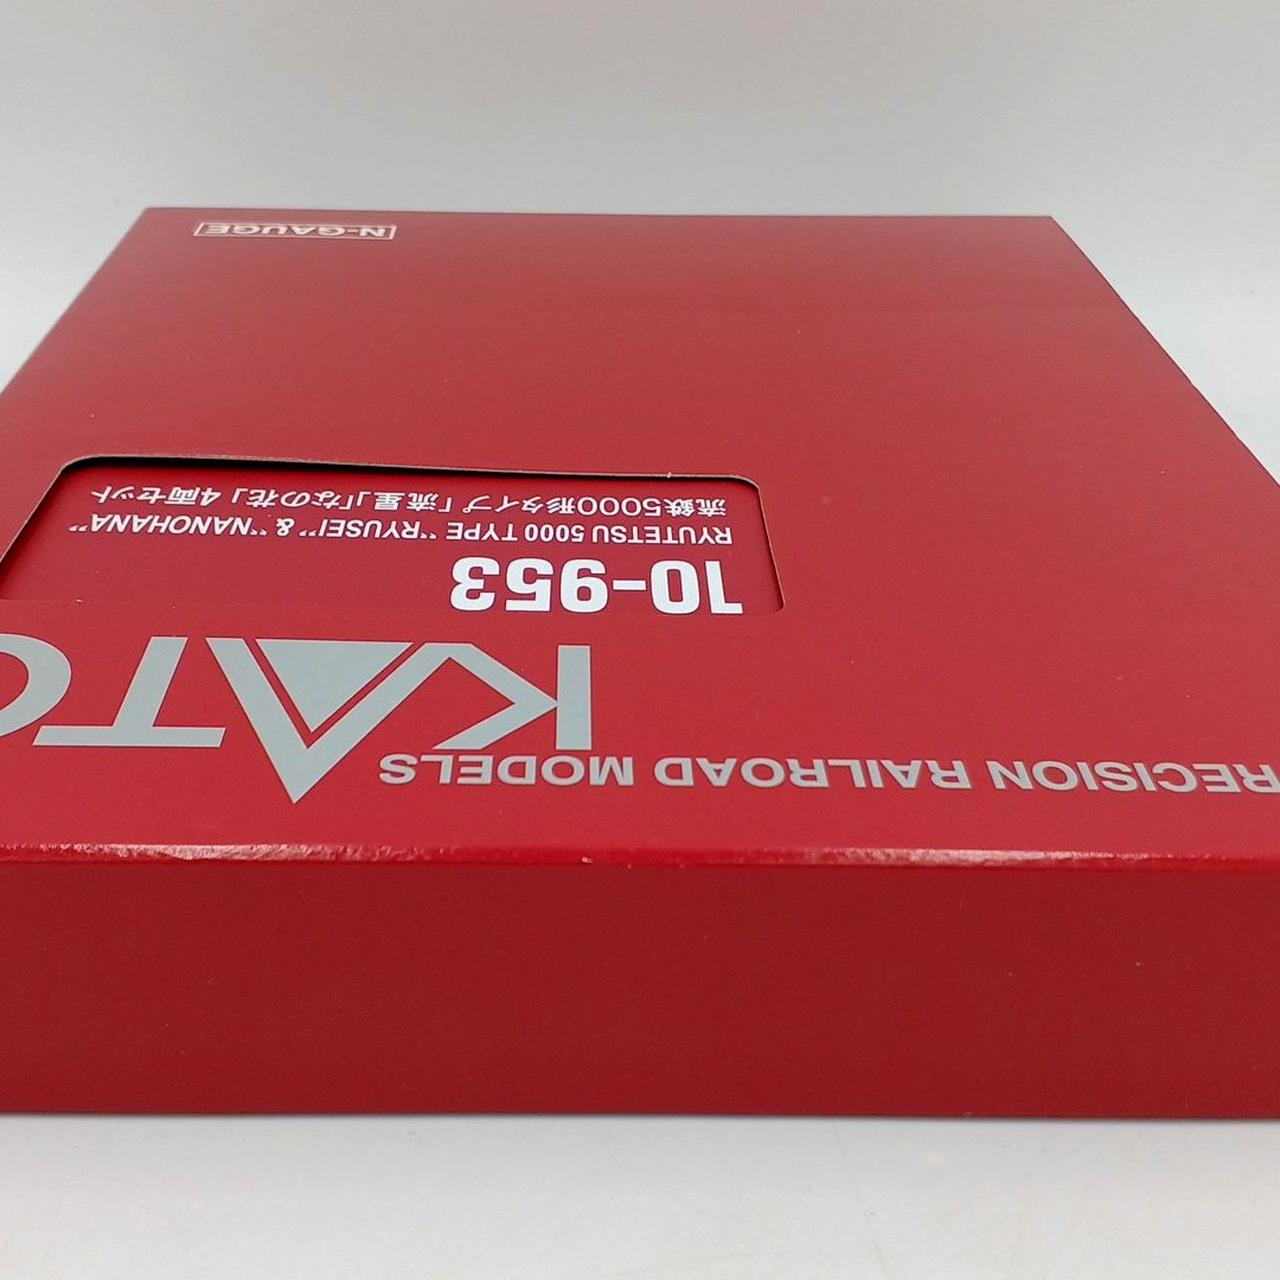 PRECISION RAILROAD MODELS
KATO
10-953
RYUTETSU 5000 TYPE "RYUSEI" & "NANOHANA"
流鉄5000形タイプ「流星」「なの花」4両セット
N-GAUGE